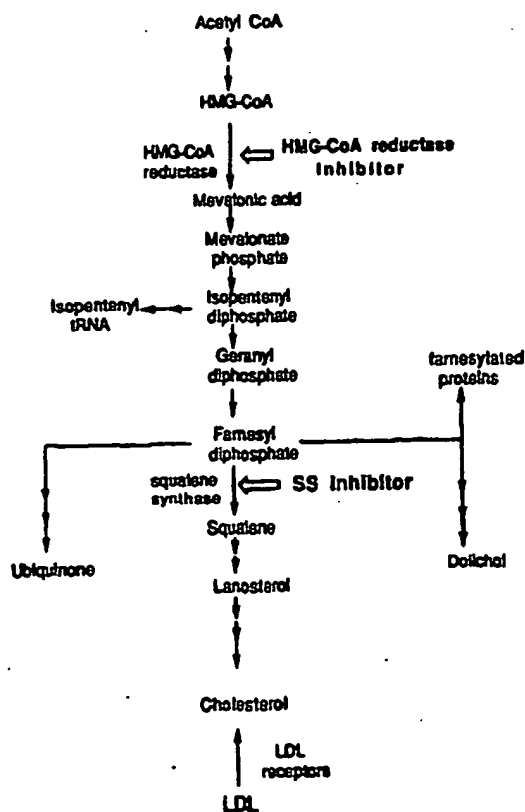 Acetyl CoA
HMG-CoA
HMG-CoA
reductase
HMG-CoA reductase
Inhibitor
Mevalonic acid
Mevalonate
phosphate
Isopentenyl
tRNA
Isopentenyl
diphosphate
Geranyl
diphosphate
farnesylated
proteins
Farnesyl
diphosphate
squalene
synthase
SS Inhibitor
Squalene
Ubiquinone
Dolichol
Lanosterol
Cholesterol
LDL
receptors
LDL